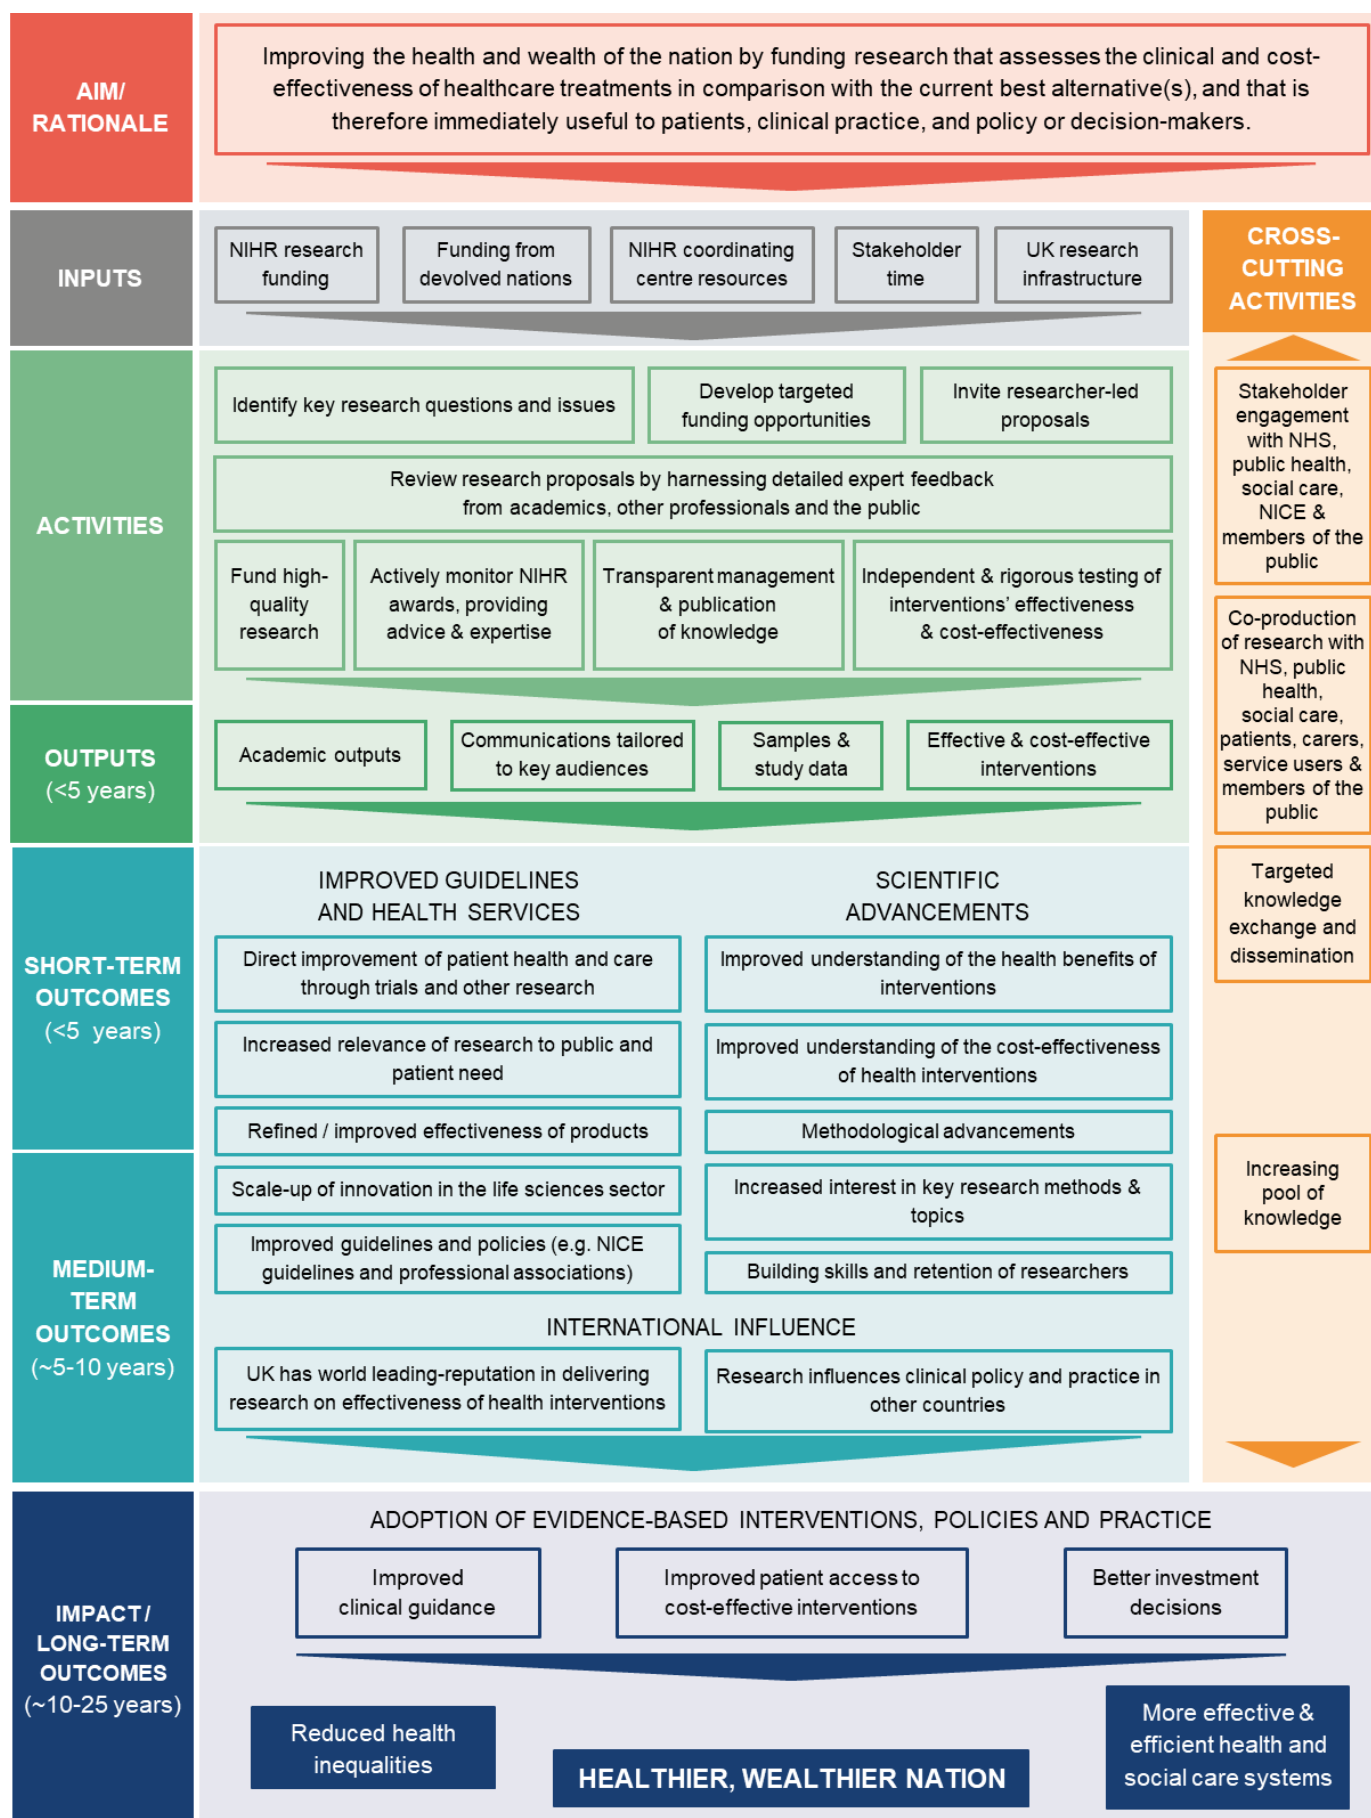 AIM/
RATIONALE
Improving the health and wealth of the nation by funding research that assesses the clinical and cost-
effectiveness of healthcare treatments in comparison with the current best alternative(s), and that is
therefore immediately useful to patients, clinical practice, and policy or decision-makers.
INPUTS
NIHR research
funding
Funding from
devolved nations
NIHR coordinating
centre resources
Stakeholder
time
UK research
infrastructure
ACTIVITIES
Identify key research questions and issues
Develop targeted
funding opportunities
Invite researcher-led
proposals
Review research proposals by harnessing detailed expert feedback
from academics, other professionals and the public
Fund high-
quality
research
Actively monitor NIHR
awards, providing
advice & expertise
Transparent management
& publication
of knowledge
Independent & rigorous testing of
interventions’ effectiveness
& cost-effectiveness
OUTPUTS
(<5 years)
Academic outputs
Communications tailored
to key audiences
Samples &
study data
Effective & cost-effective
interventions
SHORT-TERM
OUTCOMES
(<5 years)
MEDIUM-
TERM
OUTCOMES
(~5-10 years)
IMPROVED GUIDELINES
AND HEALTH SERVICES
Direct improvement of patient health and care
through trials and other research
Increased relevance of research to public and
patient need
Refined / improved effectiveness of products
Scale-up of innovation in the life sciences sector
Improved guidelines and policies (e.g. NICE
guidelines and professional associations)
SCIENTIFIC
ADVANCEMENTS
Improved understanding of the health benefits of
interventions
Improved understanding of the cost-effectiveness
of health interventions
Methodological advancements
Increased interest in key research methods &
topics
Building skills and retention of researchers
INTERNATIONAL INFLUENCE
UK has world leading-reputation in delivering
research on effectiveness of health interventions
Research influences clinical policy and practice in
other countries
CROSS-
CUTTING
ACTIVITIES
Stakeholder
engagement
with NHS,
public health,
social care,
NICE &
members of the
public
Co-production
of research with
NHS, public
health,
social care,
patients, carers,
service users &
members of the
public
Targeted
knowledge
exchange and
dissemination
Increasing
pool of
knowledge
IMPACT /
LONG-TERM
OUTCOMES
(~10-25 years)
ADOPTION OF EVIDENCE-BASED INTERVENTIONS, POLICIES AND PRACTICE
Improved
clinical guidance
Improved patient access to
cost-effective interventions
Better investment
decisions
Reduced health
inequalities
HEALTHIER, WEALTHIER NATION
More effective &
efficient health and
social care systems